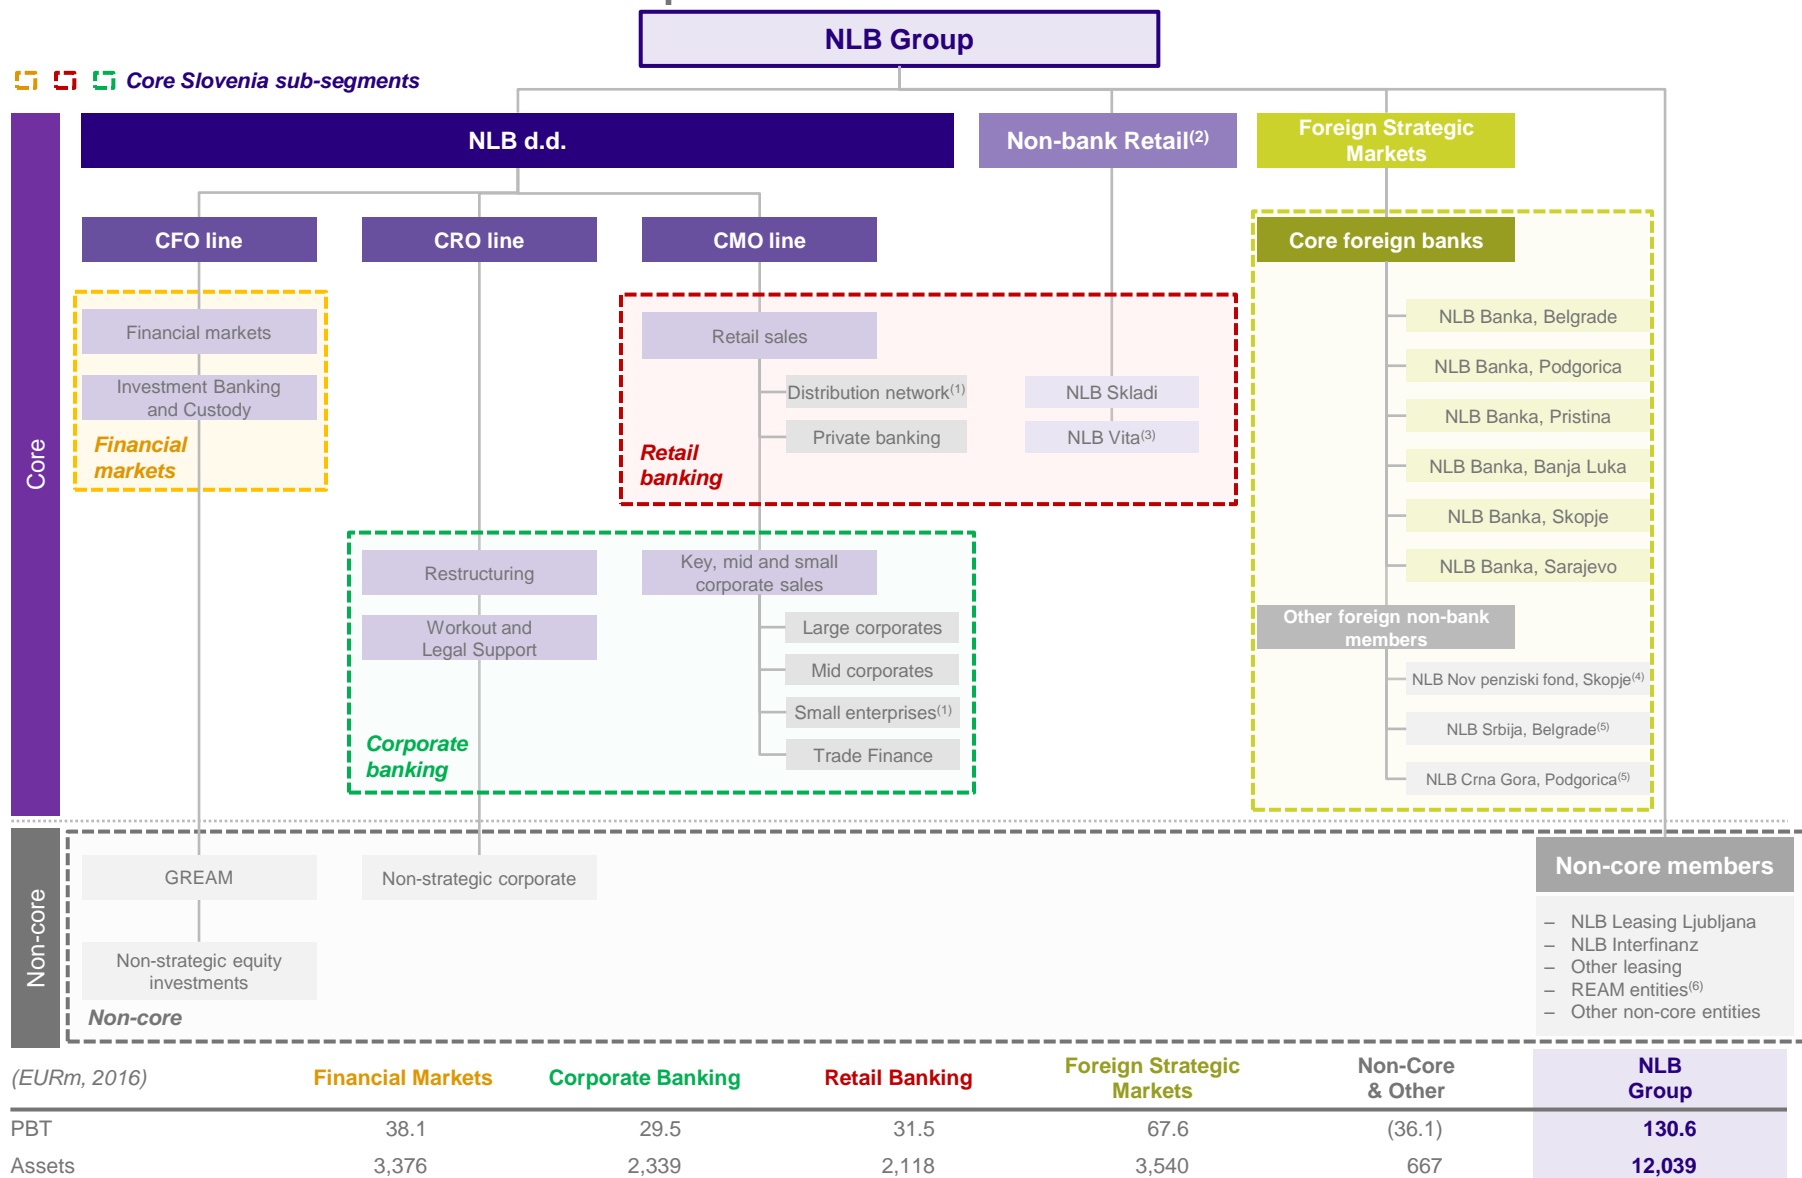 NLB Group
Core Slovenia sub-segments
Core
NLB d.d.
Non-bank Retail(2)
Foreign Strategic
Markets
CFO line
CRO line
CMO line
Core foreign banks
Financial markets
Investment Banking
and Custody
Financial
markets
Retail sales
Distribution network(1)
Private banking
Retail
banking
NLB Skladi
NLB Vita(3)
NLB Banka, Belgrade
NLB Banka, Podgorica
NLB Banka, Pristina
NLB Banka, Banja Luka
NLB Banka, Skopje
NLB Banka, Sarajevo
Restructuring
Workout and
Legal Support
Key, mid and small
corporate sales
Large corporates
Mid corporates
Small enterprises(1)
Trade Finance
Corporate
banking
Other foreign non-bank
members
NLB Nov penziski fond, Skopje(4)
NLB Srbija, Belgrade(5)
NLB Crna Gora, Podgorica(5)
Non-core
GREAM
Non-strategic corporate
Non-strategic equity
investments
Non-core
Non-core members
– NLB Leasing Ljubljana
– NLB Interfinanz
– Other leasing
– REAM entities(6)
– Other non-core entities
(EURm, 2016) Financial Markets Corporate Banking Retail Banking Foreign Strategic Markets Non-Core & Other NLB Group
PBT 38.1 29.5 31.5 67.6 (36.1) 130.6
Assets 3,376 2,339 2,118 3,540 667 12,039